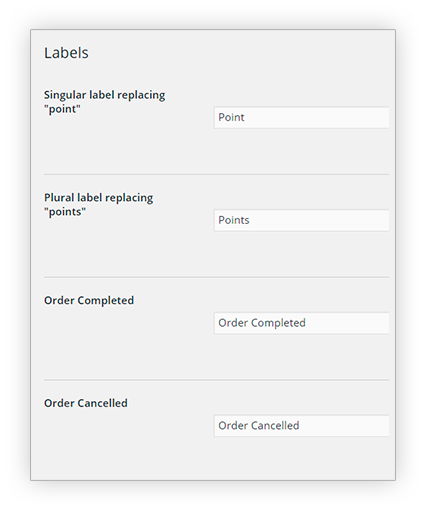 Labels
Singular label replacing
"point"
Point
Plural label replacing
"points"
Points
Order Completed
Order Completed
Order Cancelled
Order Cancelled